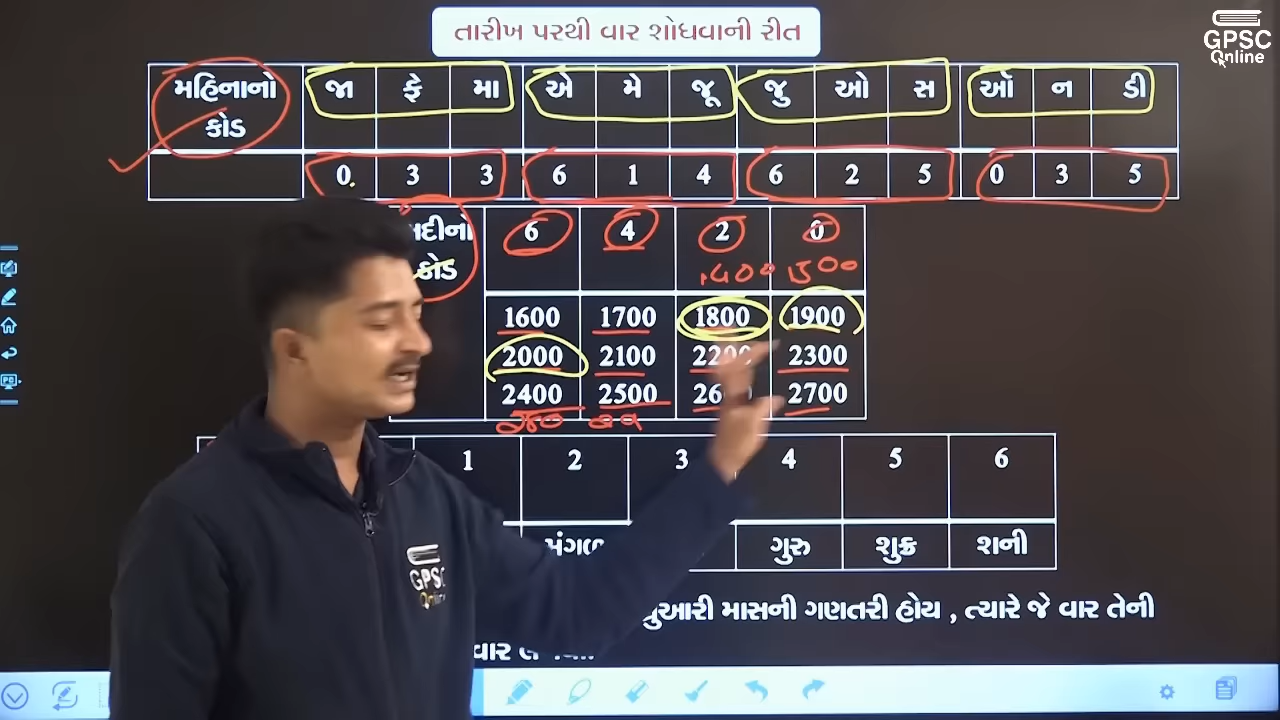 તારીખ પરથી વાર શોધવાની રીત
GPSC
Online
મહિનાનો જા ફે મા એ મે જૂ જુ ઓ સ ઑ ન ડી
કોડ
0 3 3 6 1 4 6 2 5 0 3 5
6 4 2 0
કોડ 1400 1500
1600 1700 1800 1900
2000 2100 2200 2300
2400 2500 2700
1 2 3 4 5 6
ગુરુ શુક્ર શની
GPSC
માસની ગણતરી હોય , ત્યારે જે વાર તેની
વાર